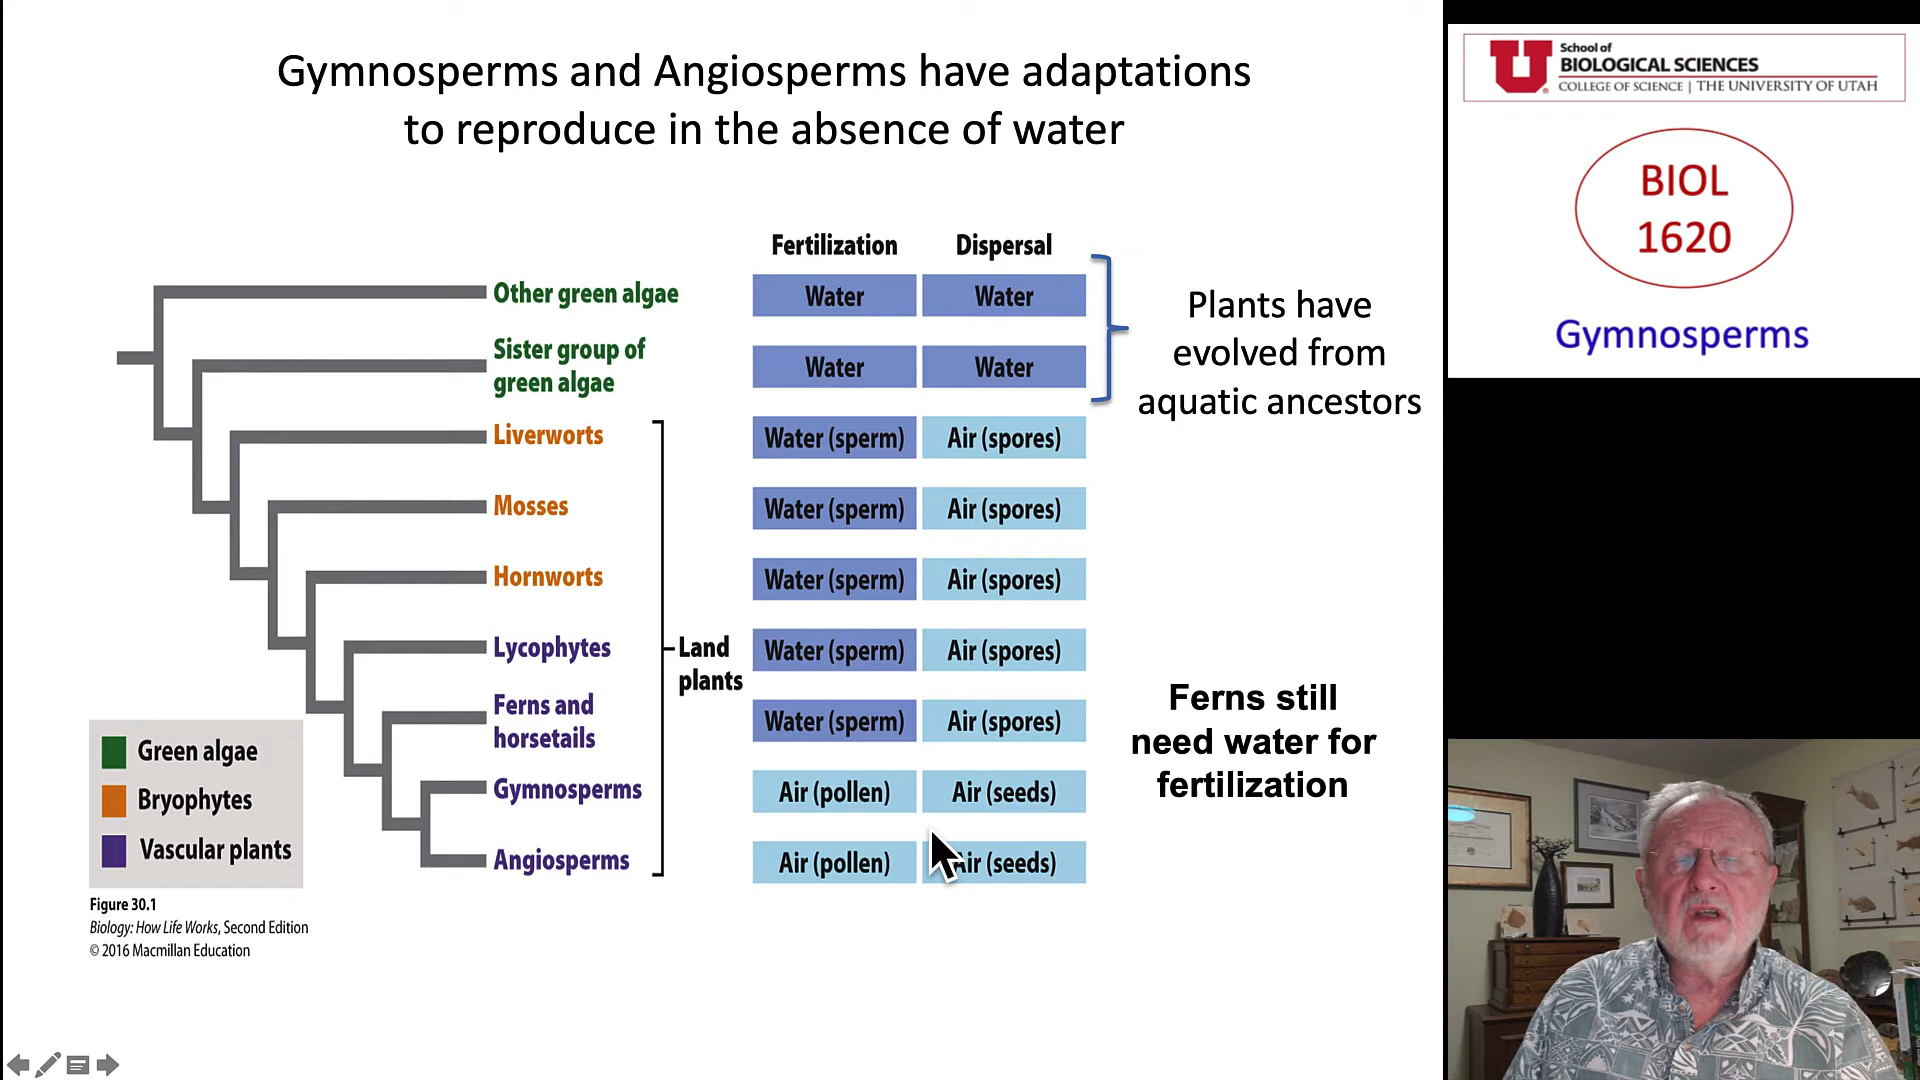 Gymnosperms and Angiosperms have adaptations
to reproduce in the absence of water
Fertilization Dispersal
Other green algae Water Water
Sister group of
green algae Water Water
Plants have
evolved from
aquatic ancestors
Liverworts Water (sperm) Air (spores)
Mosses Water (sperm) Air (spores)
Hornworts Water (sperm) Air (spores)
Lycophytes Water (sperm) Air (spores)
Land
plants
Ferns and
horsetails Water (sperm) Air (spores)
Ferns still
need water for
fertilization
Gymnosperms Air (pollen) Air (seeds)
Angiosperms Air (pollen) Air (seeds)
Green algae
Bryophytes
Vascular plants
Figure 30.1
Biology: How Life Works, Second Edition
© 2016 Macmillan Education
U School of
BIOLOGICAL SCIENCES
COLLEGE OF SCIENCE | THE UNIVERSITY OF UTAH
BIOL
1620
Gymnosperms